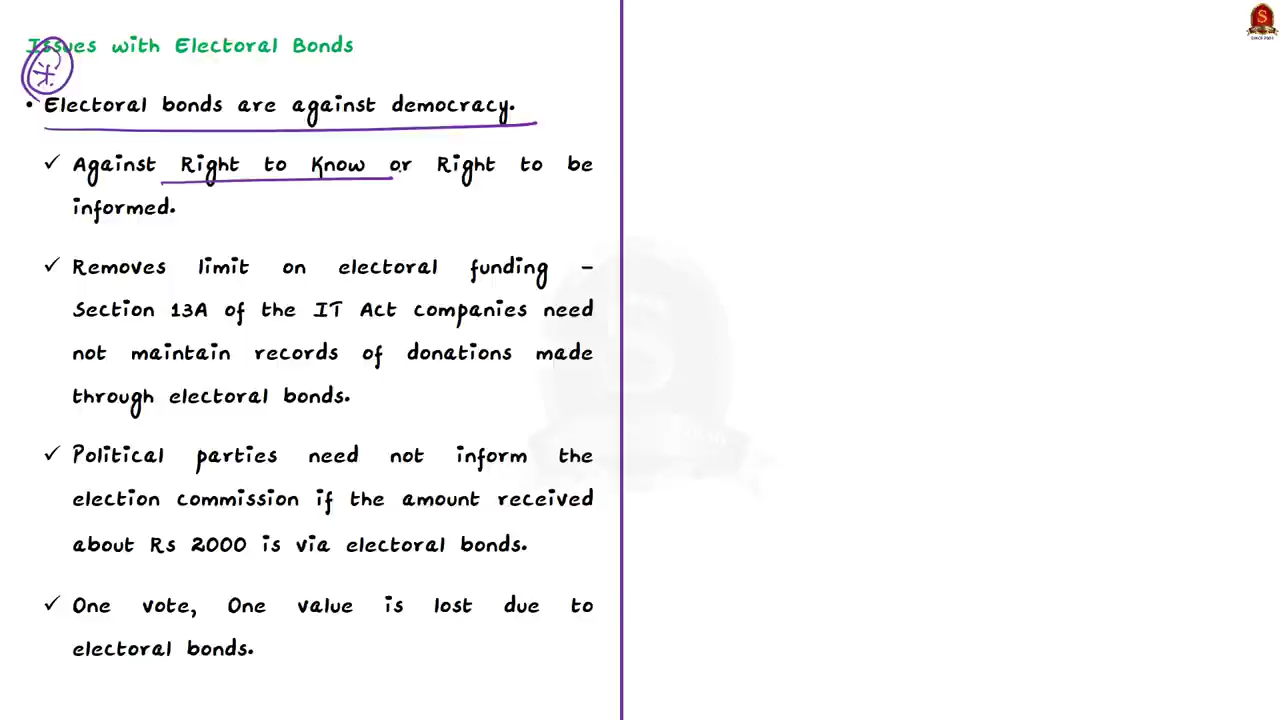 Issues with Electoral Bonds
• Electoral bonds are against democracy.
✓ Against Right to Know or Right to be
informed.
✓ Removes limit on electoral funding –
Section 13A of the IT Act companies need
not maintain records of donations made
through electoral bonds.
✓ Political parties need not inform the
election commission if the amount received
about Rs 2000 is via electoral bonds.
✓ One vote, One value is lost due to
electoral bonds.